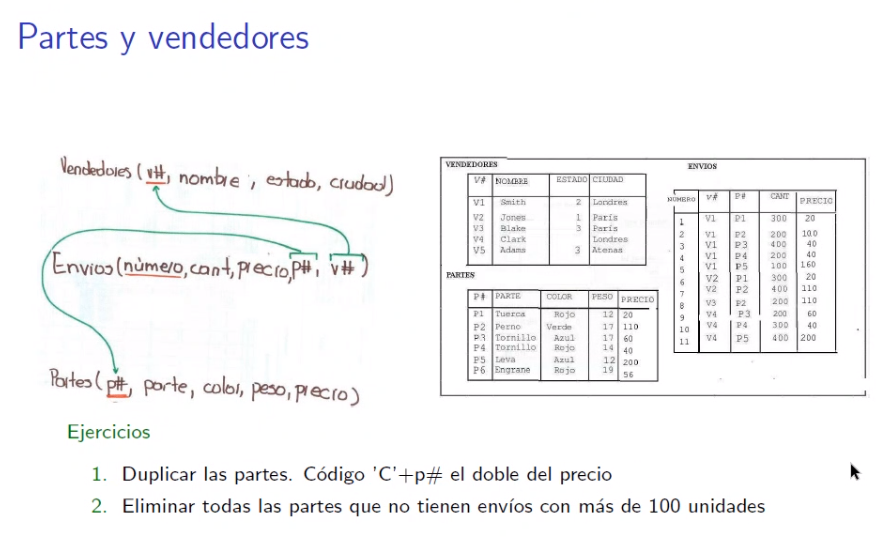 Partes y vendedores
Vendedores (v#, nombre, estado, ciudad)
Envios (número, cant, precio, p#, v#)
Partes (p#, parte, color, peso, precio)
VENDEDORES
V# NOMBRE ESTADO CIUDAD
V1 Smith 2 Londres
V2 Jones 1 París
V3 Blake 3 París
V4 Clark Londres
V5 Adams 3 Atenas
PARTES
P# PARTE COLOR PESO PRECIO
P1 Tuerca Rojo 12 20
P2 Perno Verde 17 110
P3 Tornillo Azul 17 60
P4 Tornillo Rojo 14 40
P5 Leva Azul 12 200
P6 Engrane Rojo 19 56
ENVIOS
NUMERO V# P# CANT PRECIO
1 V1 P1 300 20
2 V1 P2 200 100
3 V1 P3 400 40
4 V1 P4 200 40
5 V1 P5 100 160
6 V2 P1 300 20
7 V2 P2 400 110
8 V3 P2 200 110
9 V4 P3 200 60
10 V4 P4 300 40
11 V4 P5 400 200
Ejercicios
1. Duplicar las partes. Código 'C'+p# el doble del precio
2. Eliminar todas las partes que no tienen envíos con más de 100 unidades